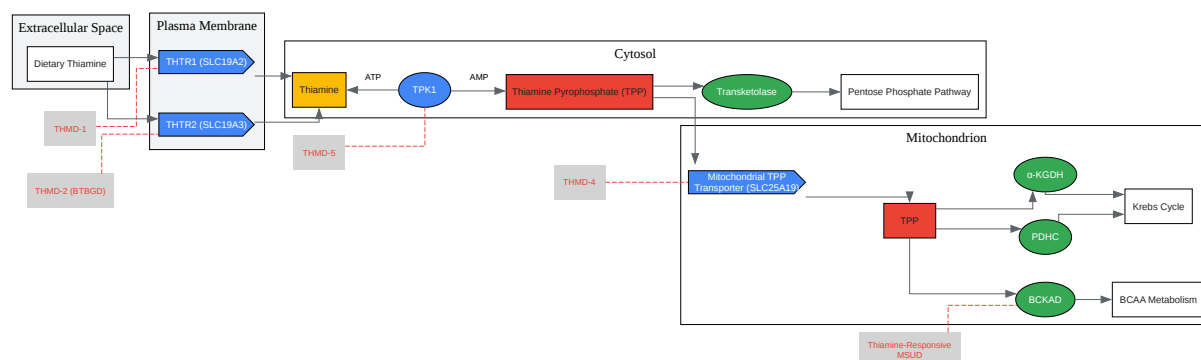 Extracellular Space
Plasma Membrane
Dietary Thiamine
THTR1 (SLC19A2)
THTR2 (SLC19A3)
THMD-1
THMD-2 (BTBGD)
Cytosol
Thiamine
ATP
TPK1
AMP
Thiamine Pyrophosphate (TPP)
Transketolase
Pentose Phosphate Pathway
THMD-5
Mitochondrion
THMD-4
Mitochondrial TPP
Transporter (SLC25A19)
TPP
α-KGDH
PDHC
Krebs Cycle
BCKAD
BCAA Metabolism
Thiamine-Responsive
MSUD